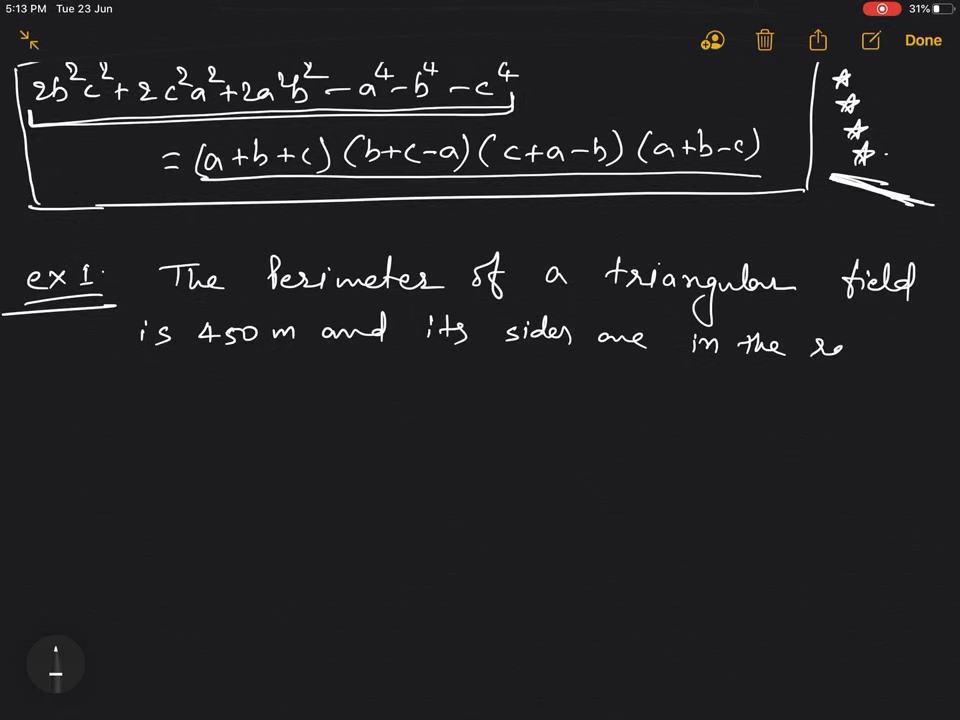 5:13 PM Tue 23 Jun 31%
Done
2b²c² + 2c²a² + 2a²b² - a⁴ - b⁴ - c⁴
= (a+b+c) (b+c-a) (c+a-b) (a+b-c)
ex 1. The Perimeter of a triangular field
is 450 m and its sides are in the